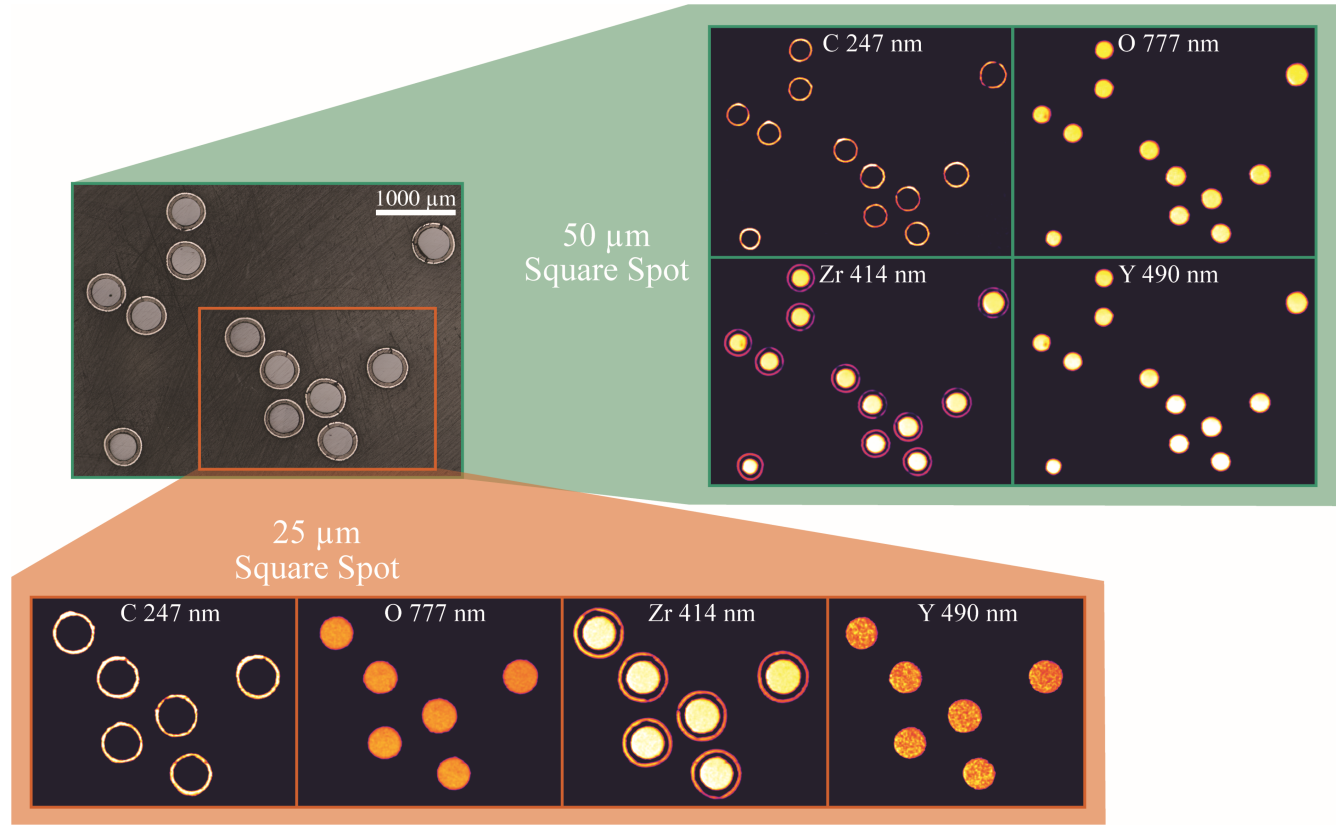 C 247 nm
O 777 nm
1000 µm
50 µm
Square Spot
Zr 414 nm
Y 490 nm
25 µm
Square Spot
C 247 nm
O 777 nm
Zr 414 nm
Y 490 nm